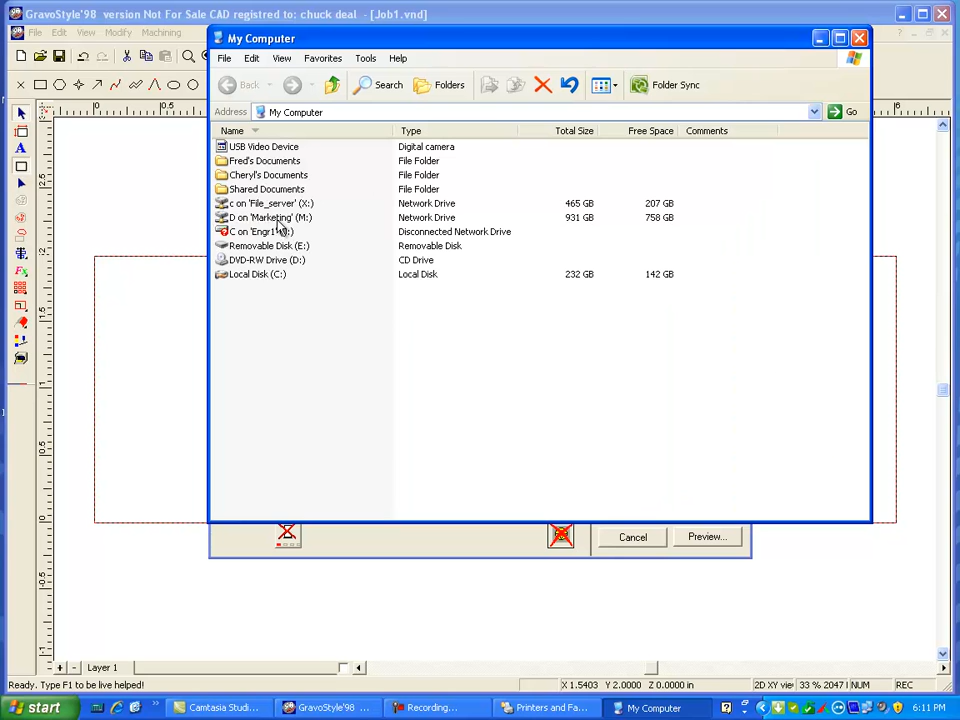 GravoStyle'98 version Not For Sale CAD registered to: chuck deal - [Job1.vnd]
File Edit View Modify Machining
My Computer
File Edit View Favorites Tools Help
Back Search Folders Folder Sync
Address My Computer Go
Name Type Total Size Free Space Comments
USB Video Device Digital camera
Fred's Documents File Folder
Cheryl's Documents File Folder
Shared Documents File Folder
c on 'File_server' (X:) Network Drive 465 GB 207 GB
D on 'Marketing' (M:) Network Drive 931 GB 758 GB
C on 'Engr1' Disconnected Network Drive
Removable Disk (E:) Removable Disk
DVD-RW Drive (D:) CD Drive
Local Disk (C:) Local Disk 232 GB 142 GB
Cancel Preview...
Layer 1
Ready. Type F1 to be live helped! X 1.5403 Y 2.0000 Z 0.0000 in 2D XY view 33 % 2047 NUM REC
start Camtasia Studi... GravoStyle'98 ... Recording... Printers and Fa... My Computer 6:11 PM